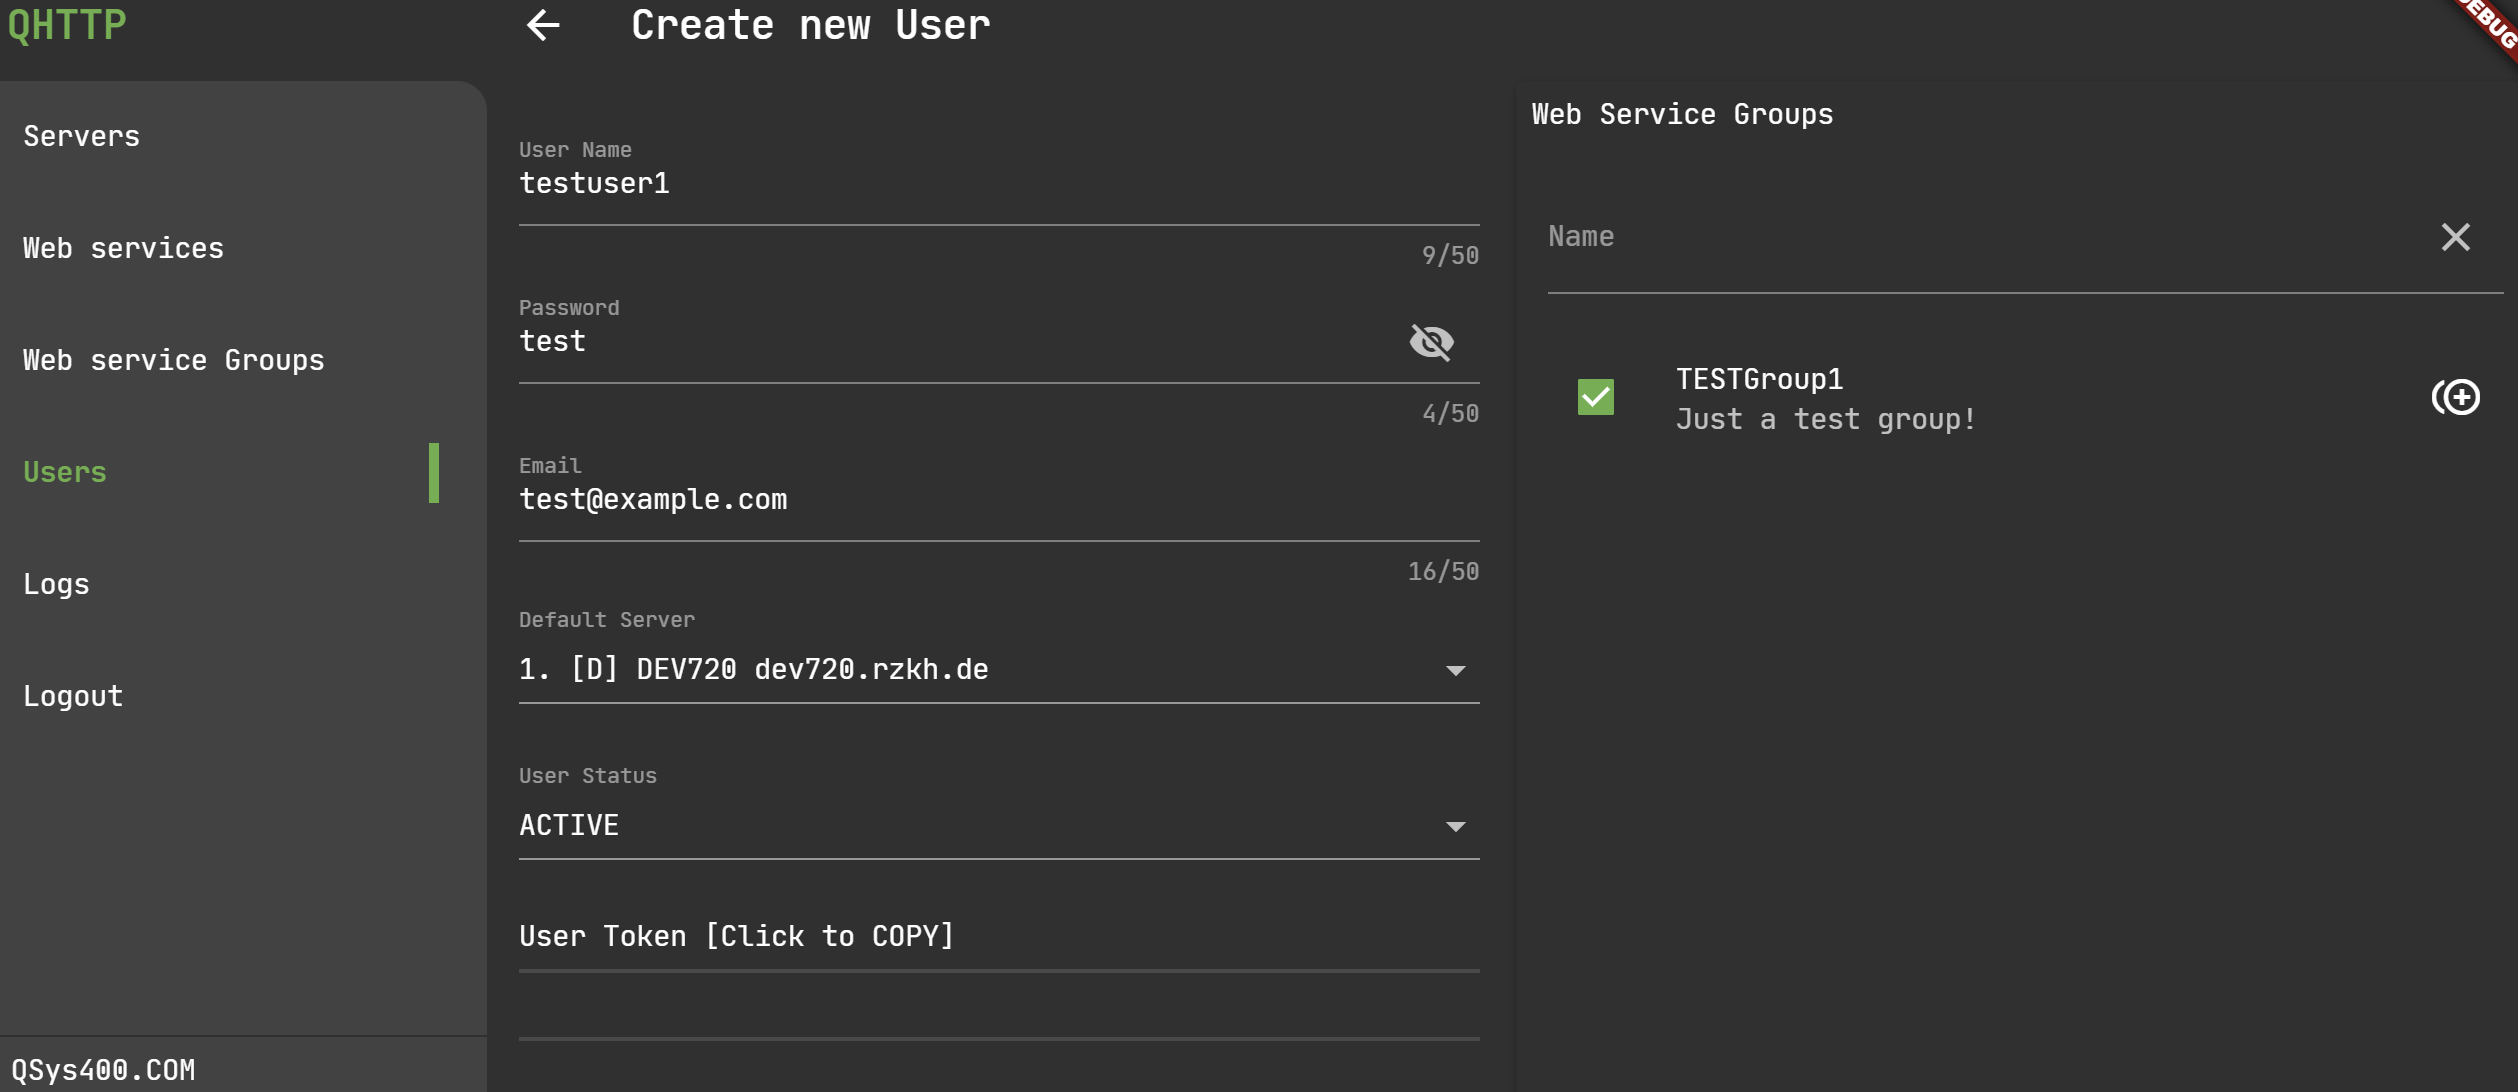 QHTTP
Create new User
DEBUG
Servers
Web services
Web service Groups
Users
Logs
Logout
QSys400.COM
User Name
testuser1
9/50
Password
test
4/50
Email
test@example.com
16/50
Default Server
1. [D] DEV720 dev720.rzkh.de
User Status
ACTIVE
User Token [Click to COPY]
Web Service Groups
Name
TESTGroup1
Just a test group!